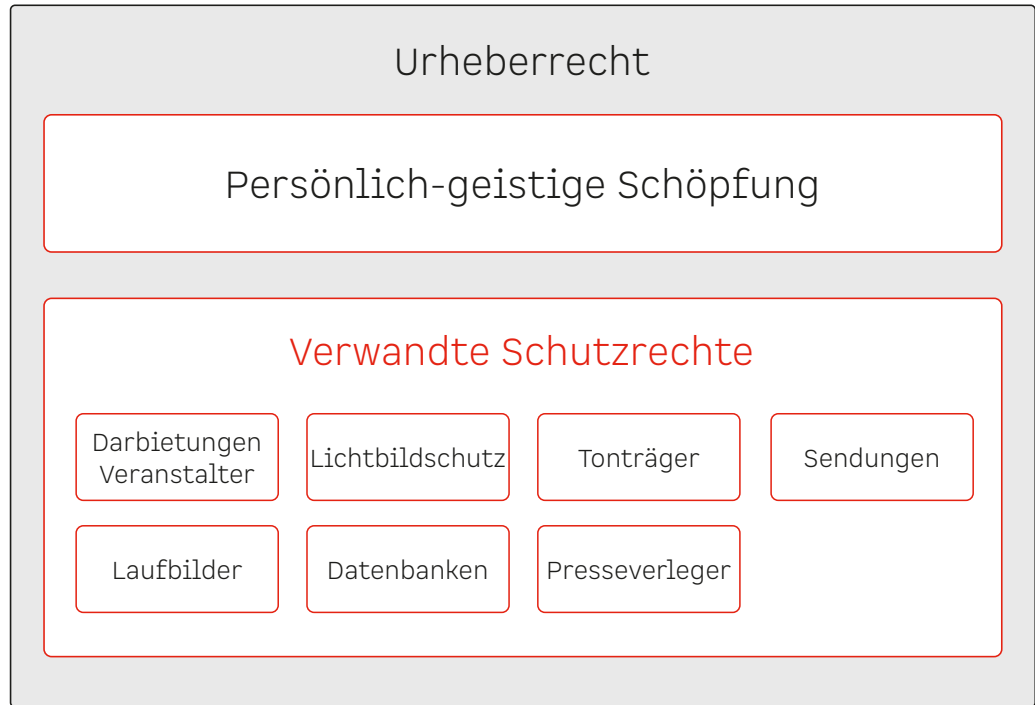 Urheberrecht
Persönlich-geistige Schöpfung
Verwandte Schutzrechte
Darbietungen
Veranstalter
Lichtbildschutz
Tonträger
Sendungen
Laufbilder
Datenbanken
Presseverleger